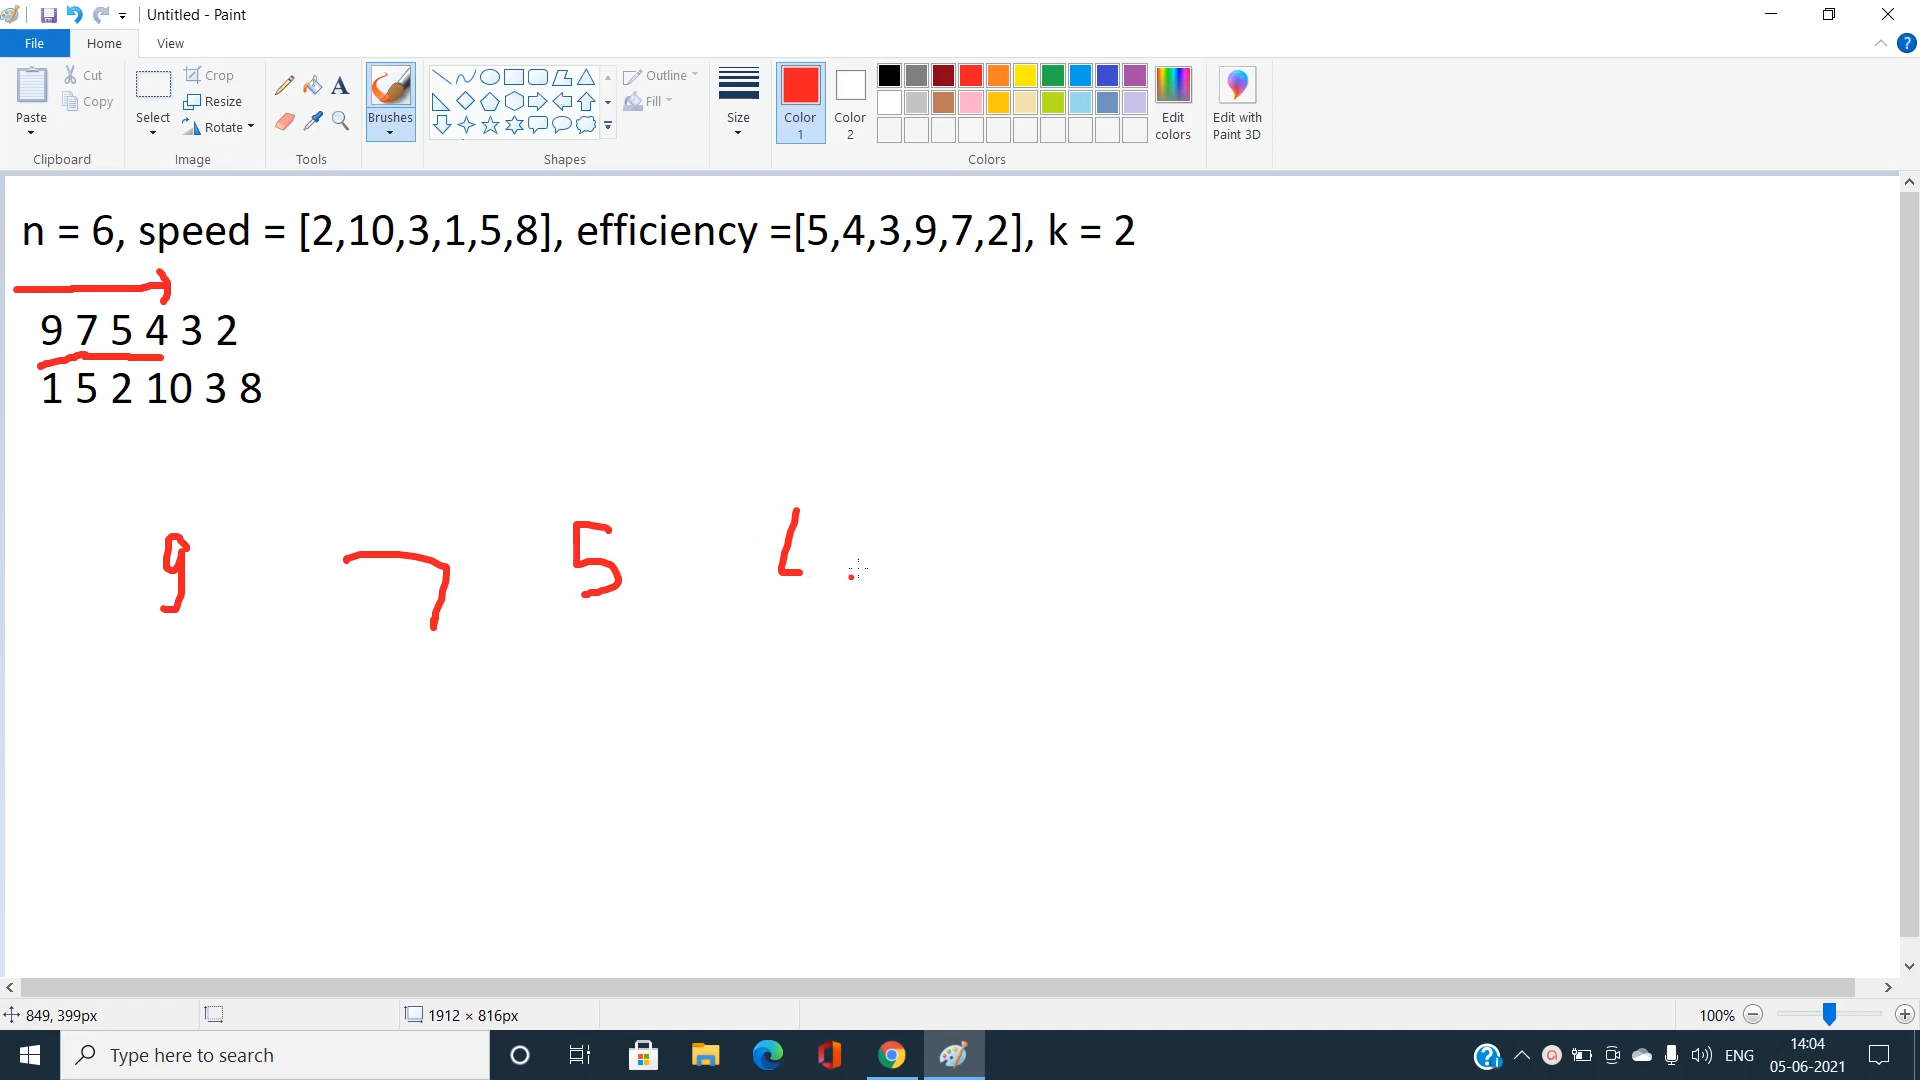 Untitled - Paint
File Home View
Paste
Cut
Copy
Clipboard
Select
Crop
Resize
Rotate
Image
Tools
Brushes
Shapes
Outline
Fill
Size
Color 1
Color 2
Colors
Edit colors
Edit with Paint 3D
n = 6, speed = [2,10,3,1,5,8], efficiency =[5,4,3,9,7,2], k = 2
9 7 5 4 3 2
1 5 2 10 3 8
9 7 5
849, 399px
1912 × 816px
100%
Type here to search
ENG
14:04
05-06-2021